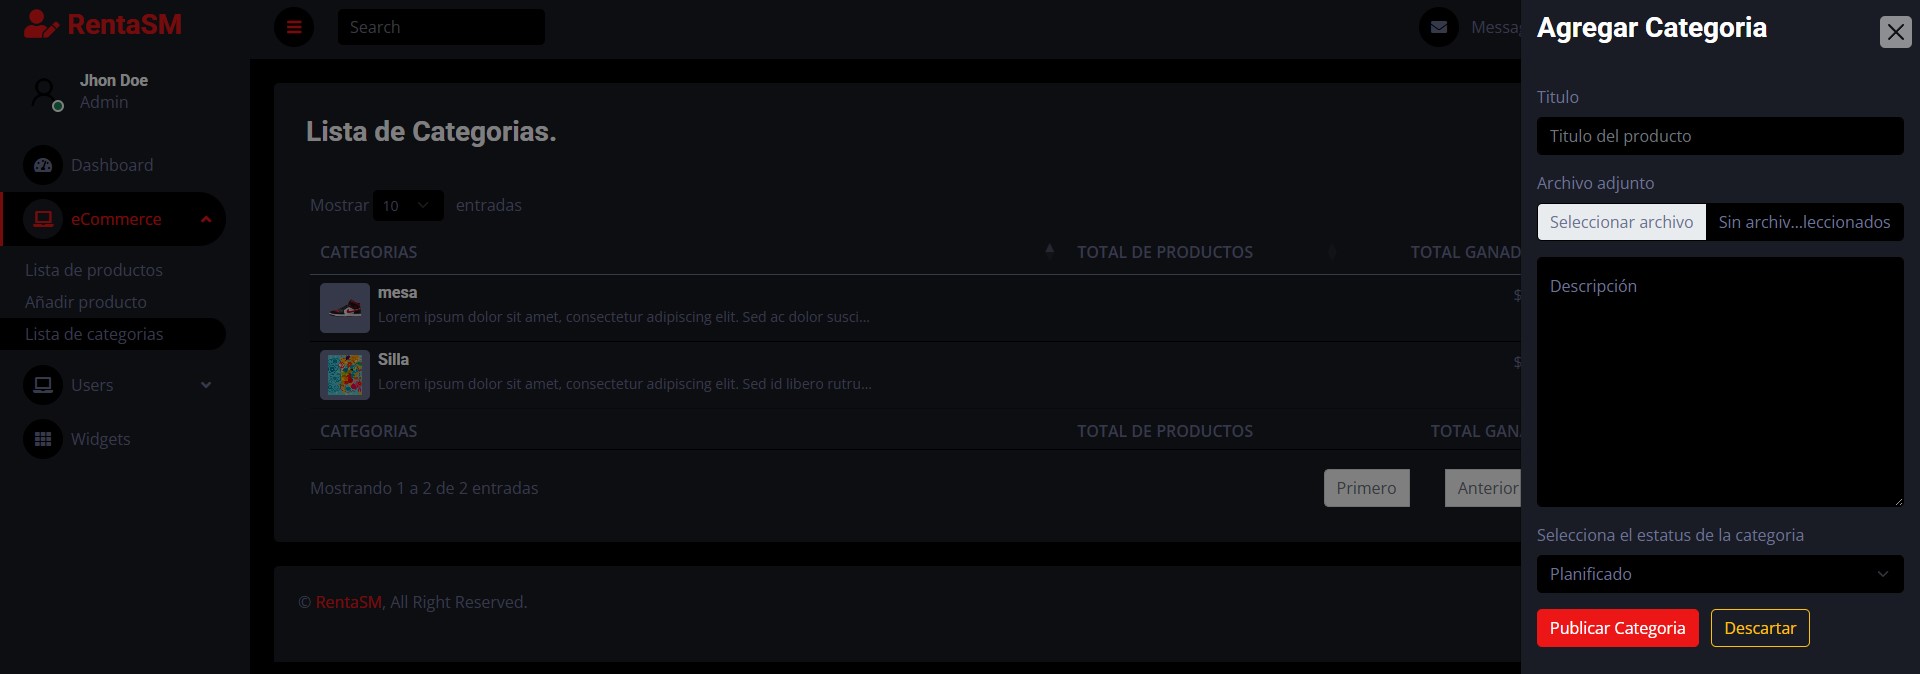 RentaSM
Jhon Doe
Admin
Dashboard
eCommerce
Lista de productos
Añadir producto
Lista de categorias
Users
Widgets
Search
Lista de Categorias.
Mostrar 10 entradas
CATEGORIAS TOTAL DE PRODUCTOS TOTAL GANAD
mesa
Lorem ipsum dolor sit amet, consectetur adipiscing elit. Sed ac dolor susci...
$
Silla
Lorem ipsum dolor sit amet, consectetur adipiscing elit. Sed id libero rutru...
$
CATEGORIAS TOTAL DE PRODUCTOS TOTAL GAN
Mostrando 1 a 2 de 2 entradas
Primero Anterior
© RentaSM, All Right Reserved.
Messa
Agregar Categoria
Titulo
Titulo del producto
Archivo adjunto
Seleccionar archivo Sin archiv...leccionados
Descripción
Selecciona el estatus de la categoria
Planificado
Publicar Categoria Descartar